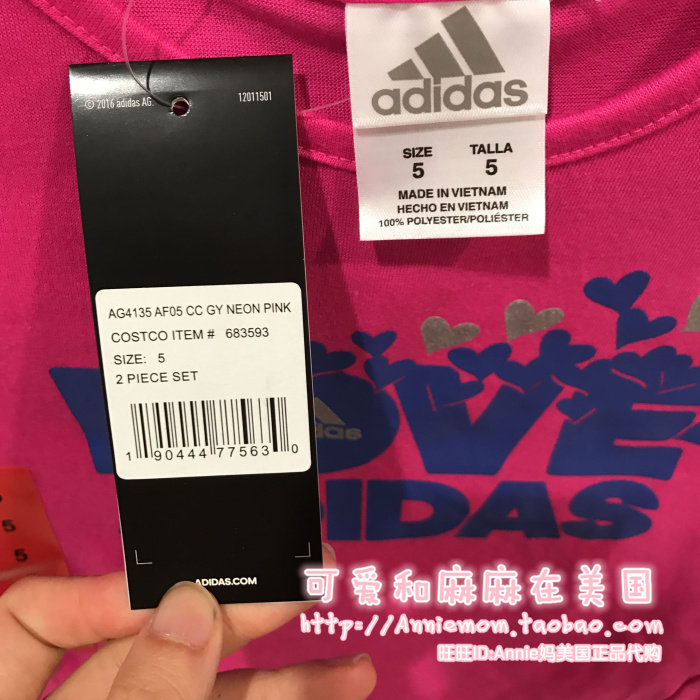 © 2016 adidas AG.
12011501
AG4135 AF05 CC GY NEON PINK
COSTCO ITEM # 683593
SIZE: 5
2 PIECE SET
1 90444 77563 0
ADIDAS.COM
adidas
SIZE TALLA
5 5
MADE IN VIETNAM
HECHO EN VIETNAM
100% POLYESTER/POLIÉSTER
adidas
5
5
可爱和麻麻在美国
http://Anniemom.taobao.com
旺旺ID:Annie妈美国正品代购